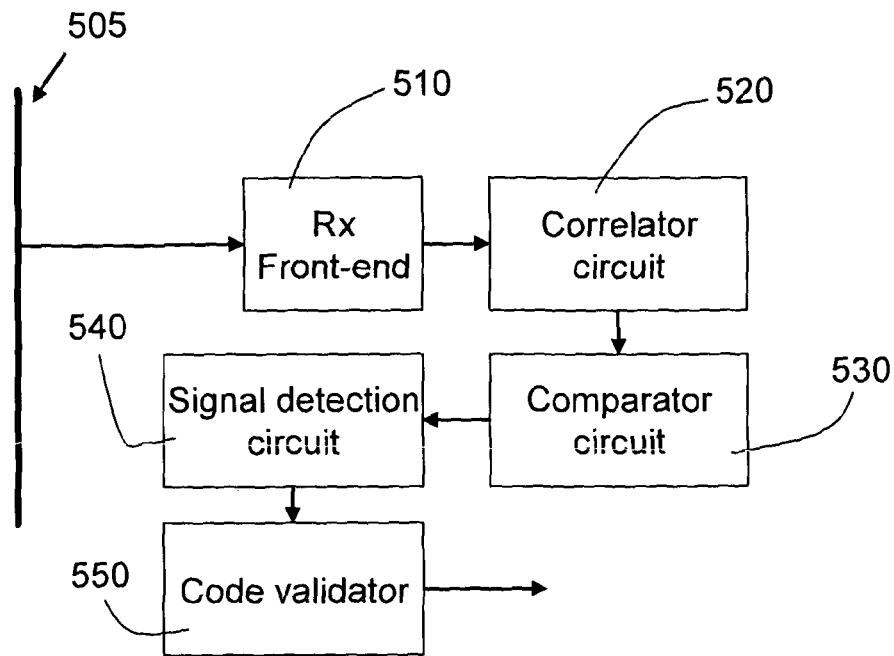 505
510
520
Rx
Front-end
Correlator
circuit
540
Signal detection
circuit
Comparator
circuit
530
550
Code validator